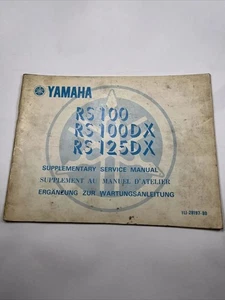 YAMAHA
RS100
RS100DX
RS125DX
SUPPLEMENTARY SERVICE MANUAL
SUPPLEMENT AU MANUEL D'ATELIER
ERGÄNZUNG ZUR WARTUNGSANLEITUNG